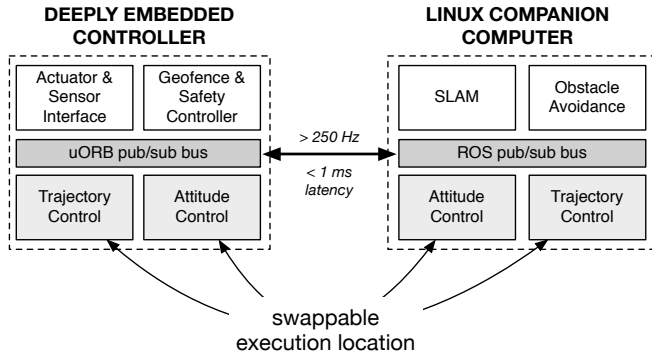 DEEPLY EMBEDDED
CONTROLLER
Actuator &
Sensor
Interface
Geofence &
Safety
Controller
uORB pub/sub bus
Trajectory
Control
Attitude
Control
> 250 Hz
< 1 ms
latency
LINUX COMPANION
COMPUTER
SLAM
Obstacle
Avoidance
ROS pub/sub bus
Attitude
Control
Trajectory
Control
swappable
execution location